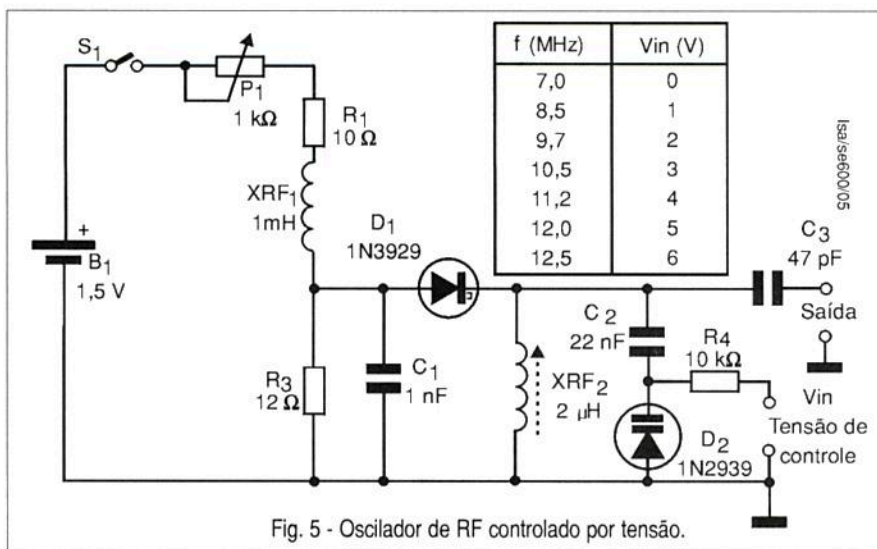 S1
P1
1 kΩ
R1
10 Ω
XRF1
1mH
D1
1N3929
+
B1
1,5 V
R3
12 Ω
C1
1 nF
XRF2
2 µH
C 2
22 nF
R4
10 kΩ
D2
1N2939
C3
47 pF
Saída
Vin
Tensão de
controle
f (MHz) Vin (V)
7,0 0
8,5 1
9,7 2
10,5 3
11,2 4
12,0 5
12,5 6
Isa/se600/05
Fig. 5 - Oscilador de RF controlado por tensão.